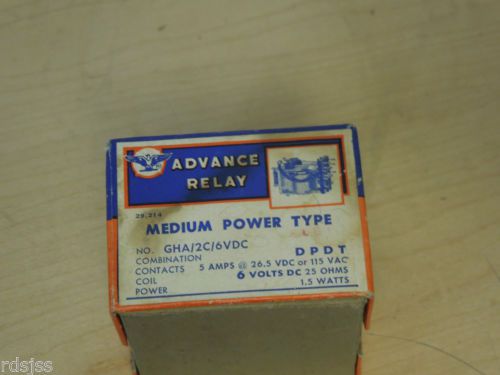 ADVANCE
RELAY
29,214
MEDIUM POWER TYPE
NO. GHA/2C/6VDC
COMBINATION DPDT
CONTACTS 5 AMPS @ 26.5 VDC or 115 VAC
COIL 6 VOLTS DC 25 OHMS
POWER 1.5 WATTS
rdsjss